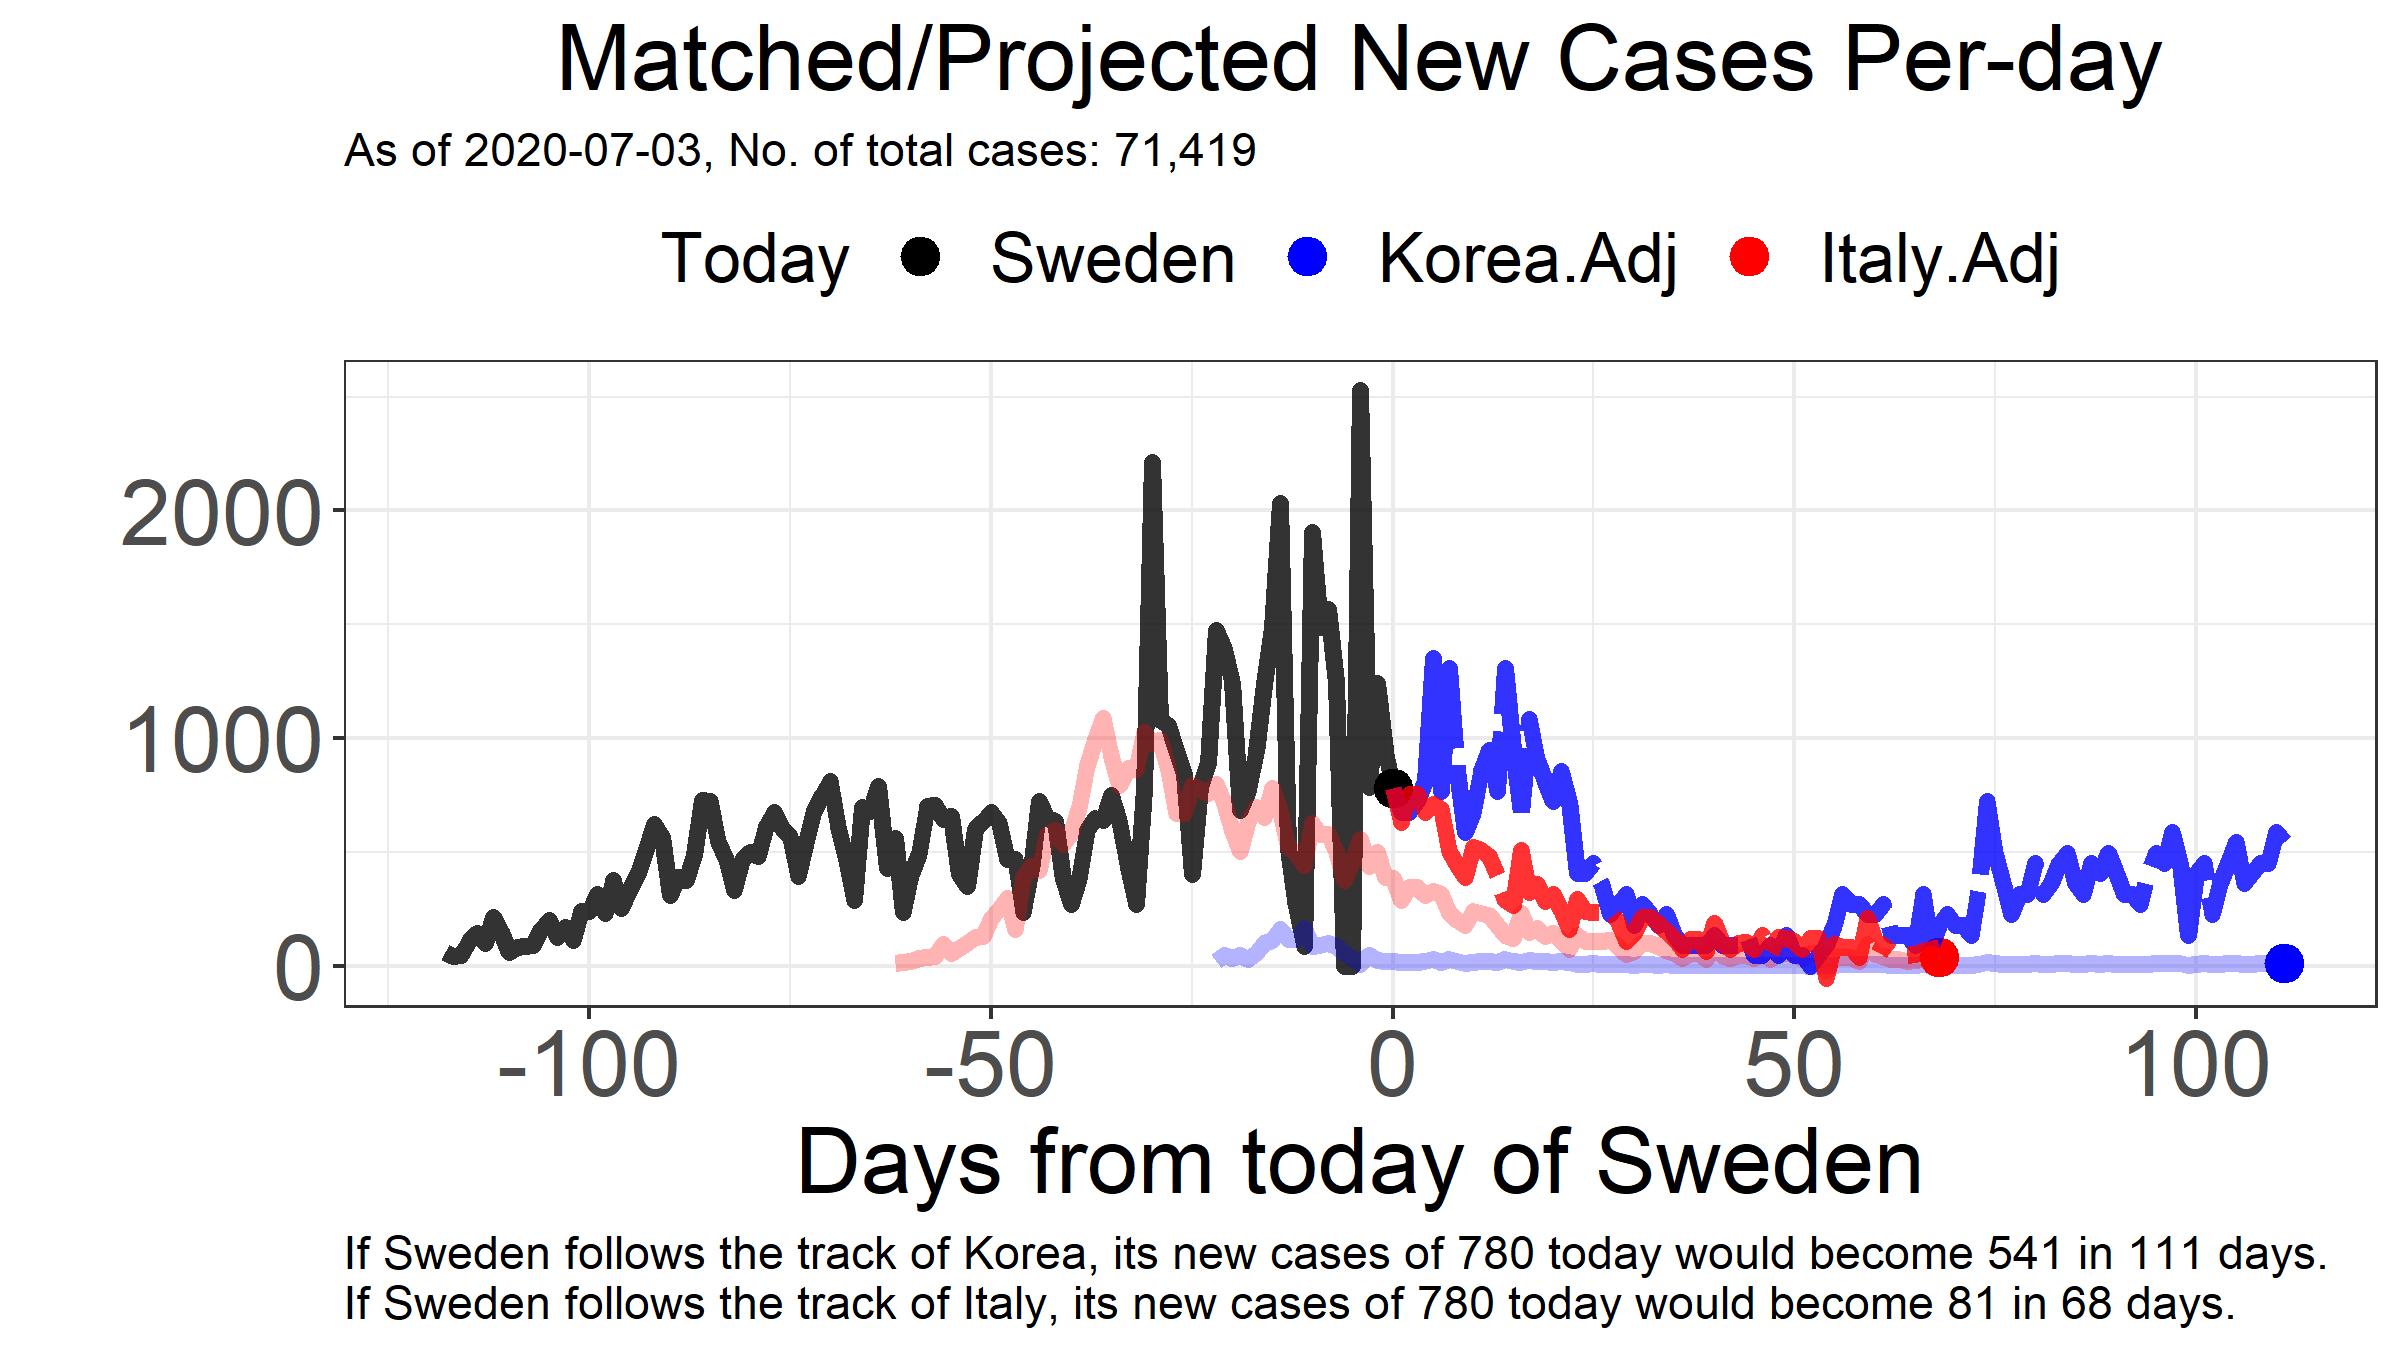 Matched/Projected New Cases Per-day
As of 2020-07-03, No. of total cases: 71,419
Today Sweden Korea.Adj Italy.Adj
2000
1000
0
-100 -50 0 50 100
Days from today of Sweden
If Sweden follows the track of Korea, its new cases of 780 today would become 541 in 111 days.
If Sweden follows the track of Italy, its new cases of 780 today would become 81 in 68 days.